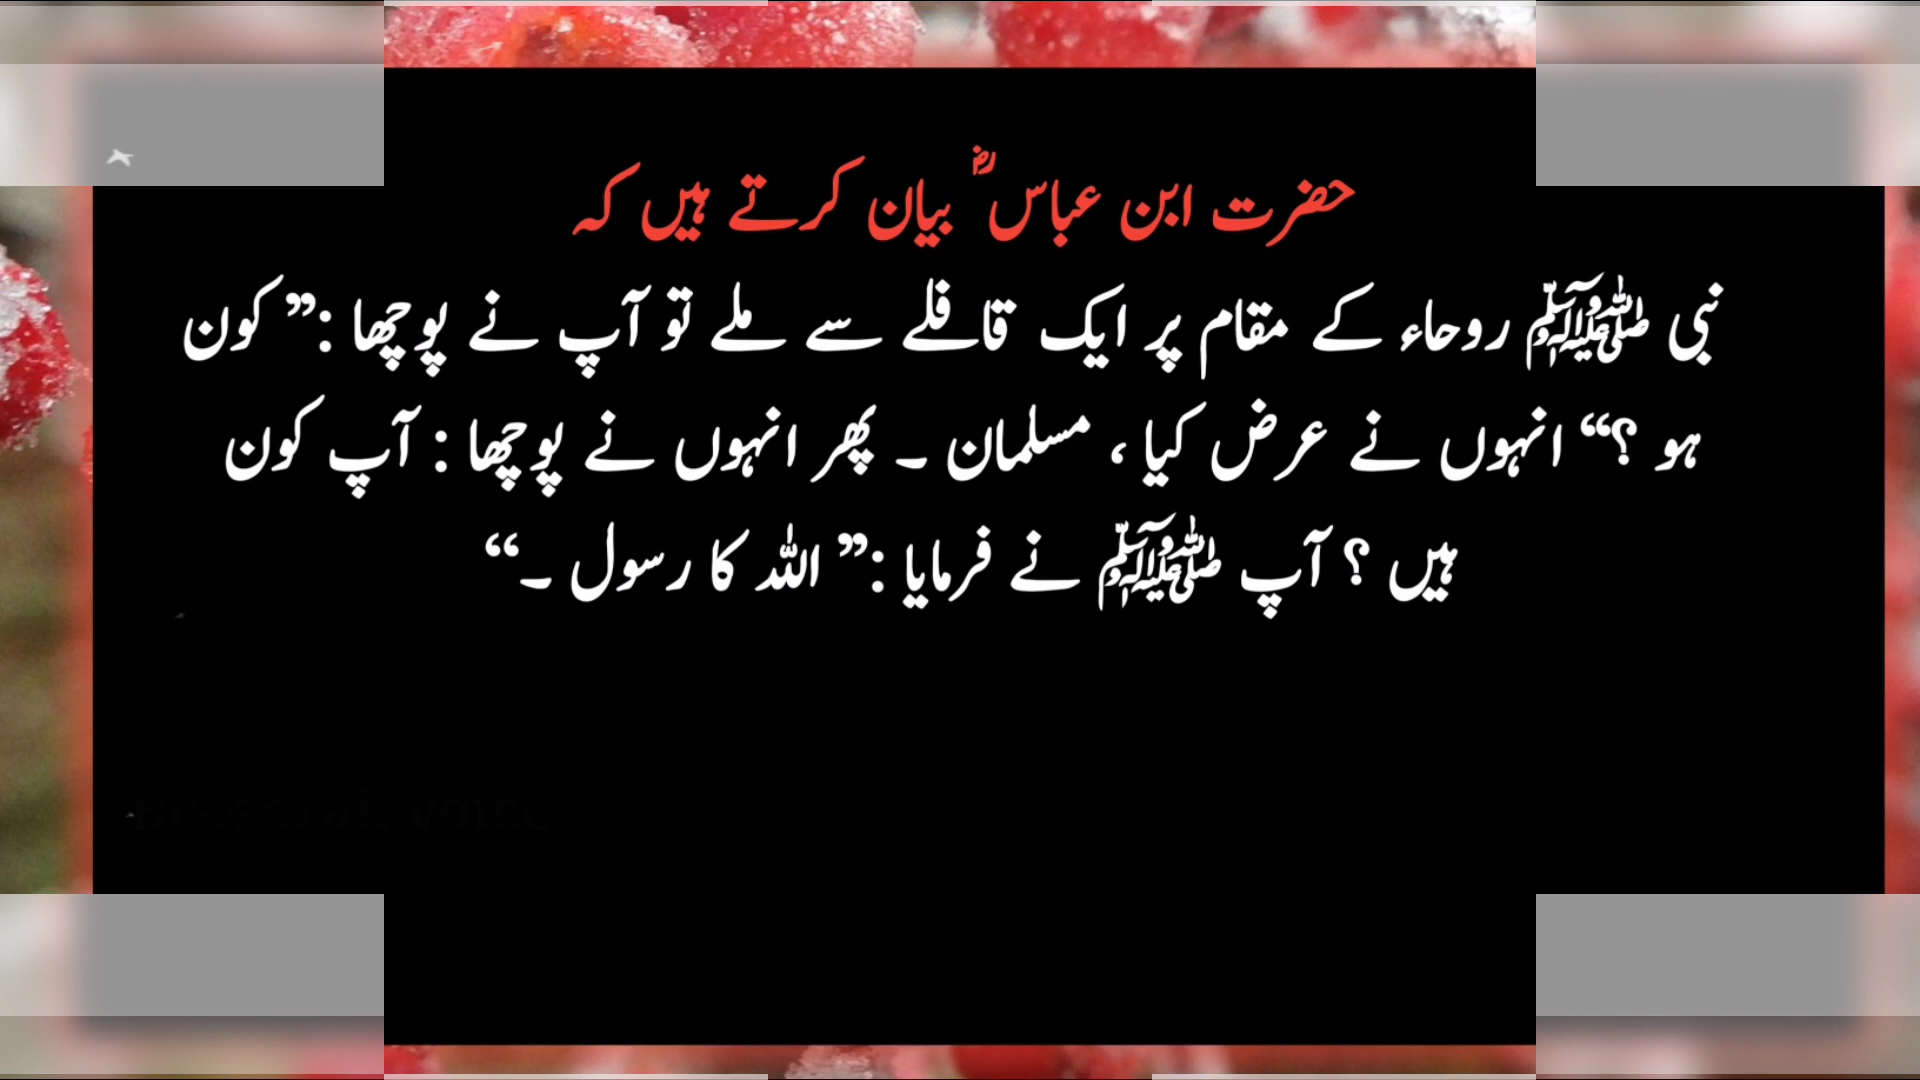 حضرت ابن عباس ؓ بیان کرتے ہیں کہ
نبی ﷺ روحاء کے مقام پر ایک قافلے سے ملے تو آپ نے پوچھا :” کون
ہو ؟“ انہوں نے عرض کیا ، مسلمان ۔ پھر انہوں نے پوچھا : آپ کون
ہیں ؟ آپ ﷺ نے فرمایا :” اللہ کا رسول ۔“
Braeerah voice